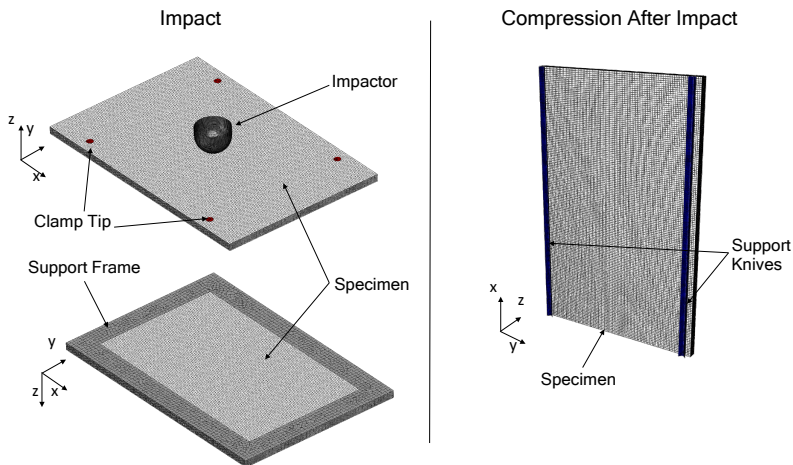 Impact
Compression After Impact
Impactor
z
y
x
Clamp Tip
Support Frame
Specimen
y
z
x
Support
Knives
x
z
y
Specimen